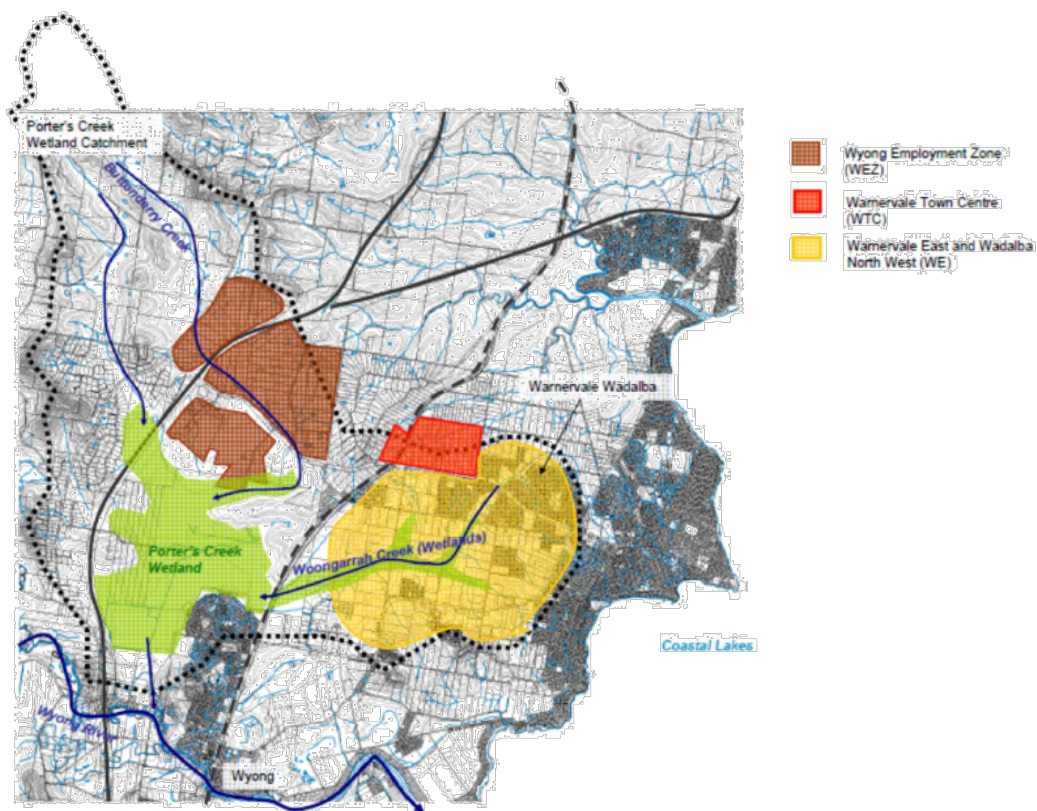 Porter's Creek
Wetland Catchment
Buttonderry Creek
Wyong Employment Zone
(WEZ)
Warnervale Town Centre
(WTC)
Warnervale East and Wadalba
North West (WE)
Warnervale Wadalba
Woongarrah Creek (Wetlands)
Porter's Creek
Wetland
Coastal Lakes
Wyong River
Wyong